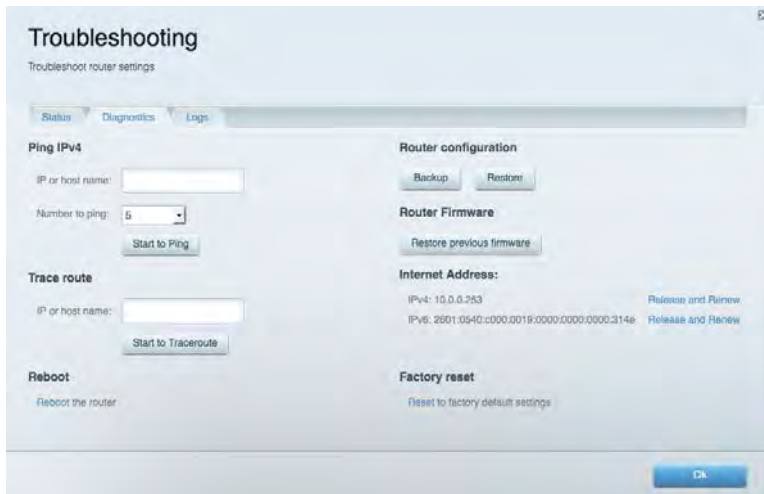 Troubleshooting
Troubleshoot router settings
Status
Diagnostics
Logs
Ping IPv4
IP or host name:
Number to ping: 5
Start to Ping
Trace route
IP or host name:
Start to Traceroute
Reboot
Reboot the router
Router configuration
Backup
Restore
Router Firmware
Restore previous firmware
Internet Address:
IPv4: 10.0.0.253 Release and Renew
IPv6: 2601:0540:c000:0019:0000:0000:0000:314e Release and Renew
Factory reset
Reset to factory default settings
Ok